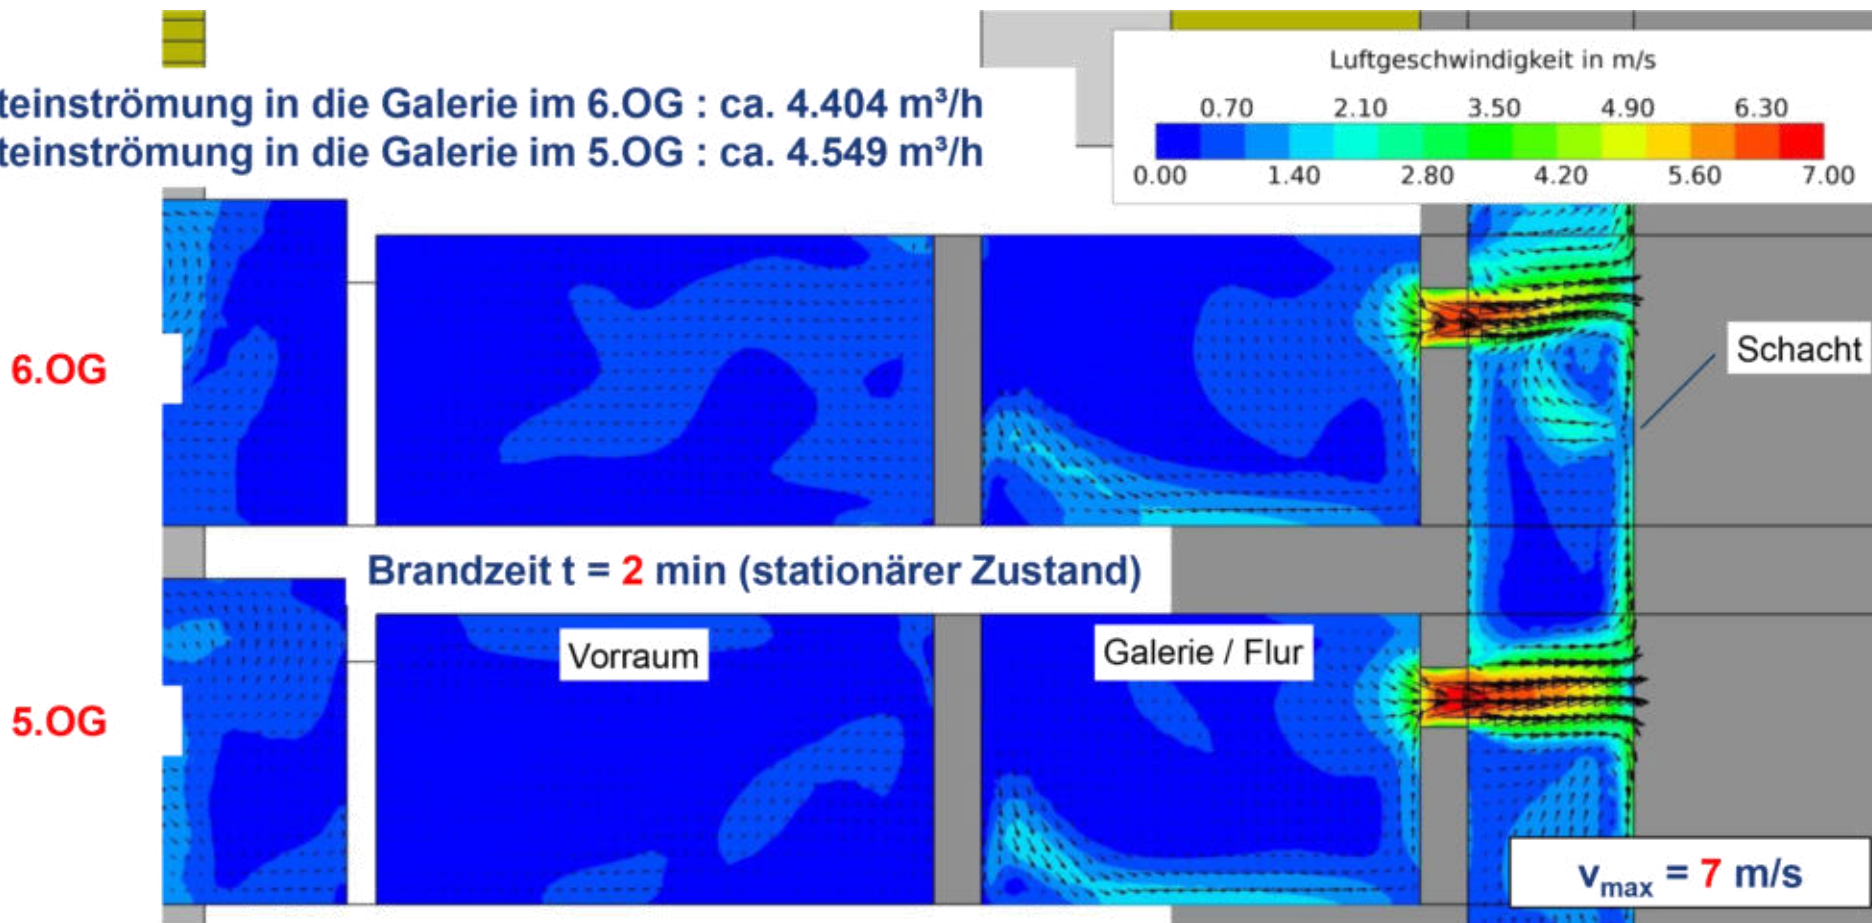 Luftgeschwindigkeit in m/s
0.70 2.10 3.50 4.90 6.30
0.00 1.40 2.80 4.20 5.60 7.00
teinströmung in die Galerie im 6.OG : ca. 4.404 m³/h
teinströmung in die Galerie im 5.OG : ca. 4.549 m³/h
6.OG
Schacht
Brandzeit t = 2 min (stationärer Zustand)
Vorraum
Galerie / Flur
5.OG
vmax = 7 m/s